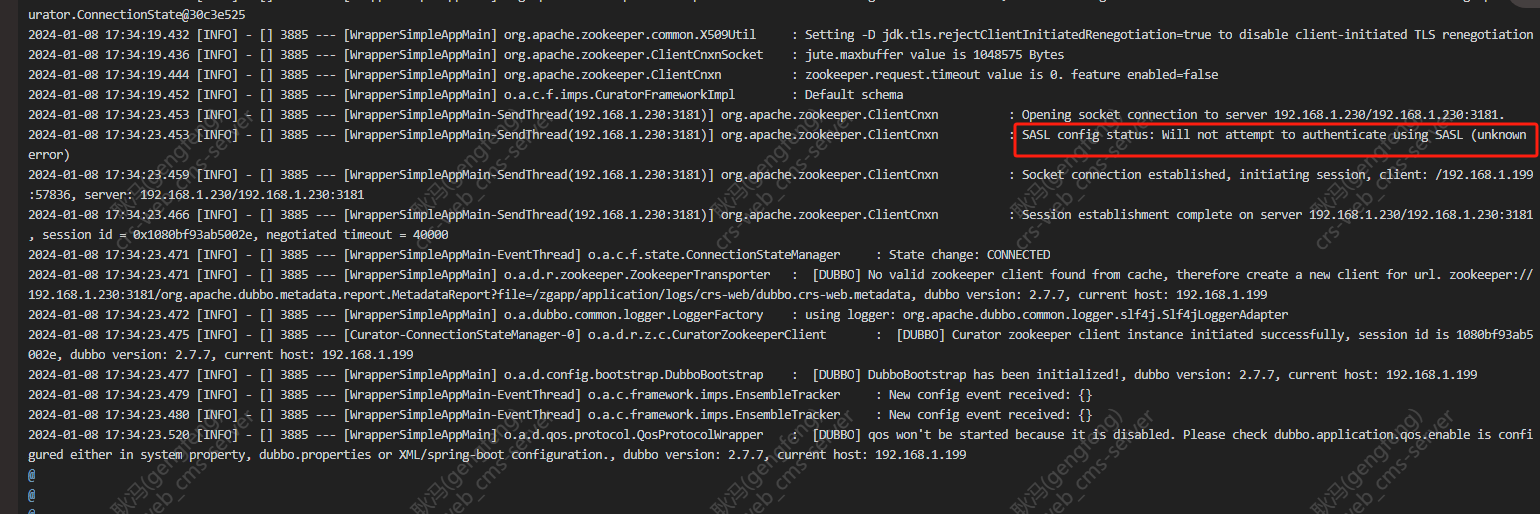 urator.ConnectionState@30c3e525
2024-01-08 17:34:19.432 [INFO] - [] 3885 --- [WrapperSimpleAppMain] org.apache.zookeeper.common.X509Util : Setting -D jdk.tls.rejectClientInitiatedRenegotiation=true to disable client-initiated TLS renegotiation
2024-01-08 17:34:19.436 [INFO] - [] 3885 --- [WrapperSimpleAppMain] org.apache.zookeeper.ClientCnxnSocket : jute.maxbuffer value is 1048575 Bytes
2024-01-08 17:34:19.444 [INFO] - [] 3885 --- [WrapperSimpleAppMain] org.apache.zookeeper.ClientCnxn : zookeeper.request.timeout value is 0. feature enabled=false
2024-01-08 17:34:19.452 [INFO] - [] 3885 --- [WrapperSimpleAppMain] o.a.c.f.imps.CuratorFrameworkImpl : Default schema
2024-01-08 17:34:23.453 [INFO] - [] 3885 --- [WrapperSimpleAppMain-SendThread(192.168.1.230:3181)] org.apache.zookeeper.ClientCnxn : Opening socket connection to server 192.168.1.230/192.168.1.230:3181.
2024-01-08 17:34:23.453 [INFO] - [] 3885 --- [WrapperSimpleAppMain-SendThread(192.168.1.230:3181)] org.apache.zookeeper.ClientCnxn : SASL config status: Will not attempt to authenticate using SASL (unknown
error)
2024-01-08 17:34:23.459 [INFO] - [] 3885 --- [WrapperSimpleAppMain-SendThread(192.168.1.230:3181)] org.apache.zookeeper.ClientCnxn : Socket connection established, initiating session, client: /192.168.1.199
:57836, server: 192.168.1.230/192.168.1.230:3181
2024-01-08 17:34:23.466 [INFO] - [] 3885 --- [WrapperSimpleAppMain-SendThread(192.168.1.230:3181)] org.apache.zookeeper.ClientCnxn : Session establishment complete on server 192.168.1.230/192.168.1.230:3181
, session id = 0x1080bf93ab5002e, negotiated timeout = 40000
2024-01-08 17:34:23.471 [INFO] - [] 3885 --- [WrapperSimpleAppMain-EventThread] o.a.c.f.state.ConnectionStateManager : State change: CONNECTED
2024-01-08 17:34:23.471 [INFO] - [] 3885 --- [WrapperSimpleAppMain] o.a.d.r.zookeeper.ZookeeperTransporter : [DUBBO] No valid zookeeper client found from cache, therefore create a new client for url. zookeeper://
192.168.1.230:3181/org.apache.dubbo.metadata.report.MetadataReport?file=/zgapp/application/logs/crs-web/dubbo.crs-web.metadata, dubbo version: 2.7.7, current host: 192.168.1.199
2024-01-08 17:34:23.472 [INFO] - [] 3885 --- [WrapperSimpleAppMain] o.a.dubbo.common.logger.LoggerFactory : using logger: org.apache.dubbo.common.logger.slf4j.Slf4jLoggerAdapter
2024-01-08 17:34:23.475 [INFO] - [] 3885 --- [Curator-ConnectionStateManager-0] o.a.d.r.z.c.CuratorZookeeperClient : [DUBBO] Curator zookeeper client instance initiated successfully, session id is 1080bf93ab5
002e, dubbo version: 2.7.7, current host: 192.168.1.199
2024-01-08 17:34:23.477 [INFO] - [] 3885 --- [WrapperSimpleAppMain] o.a.d.config.bootstrap.DubboBootstrap : [DUBBO] DubboBootstrap has been initialized!, dubbo version: 2.7.7, current host: 192.168.1.199
2024-01-08 17:34:23.479 [INFO] - [] 3885 --- [WrapperSimpleAppMain-EventThread] o.a.c.framework.imps.EnsembleTracker : New config event received: {}
2024-01-08 17:34:23.480 [INFO] - [] 3885 --- [WrapperSimpleAppMain-EventThread] o.a.c.framework.imps.EnsembleTracker : New config event received: {}
2024-01-08 17:34:23.520 [INFO] - [] 3885 --- [WrapperSimpleAppMain] o.a.d.qos.protocol.QosProtocolWrapper : [DUBBO] qos won't be started because it is disabled. Please check dubbo.application.qos.enable is confi
gured either in system property, dubbo.properties or XML/spring-boot configuration., dubbo version: 2.7.7, current host: 192.168.1.199
@
@
@
耿冯(gengfeng)
crs-web_cms-server